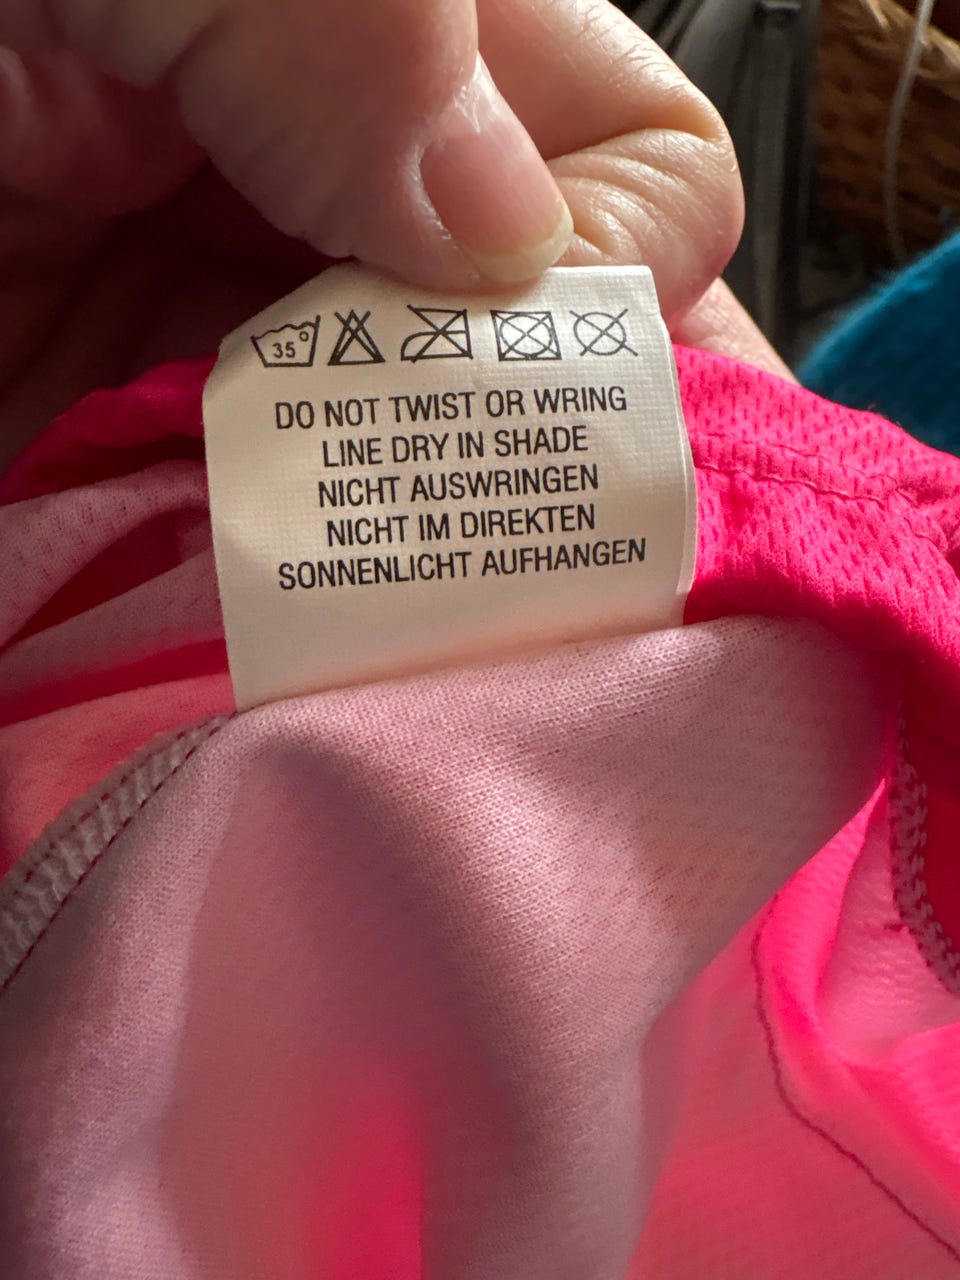 35°
DO NOT TWIST OR WRING
LINE DRY IN SHADE
NICHT AUSWRINGEN
NICHT IM DIREKTEN
SONNENLICHT AUFHANGEN